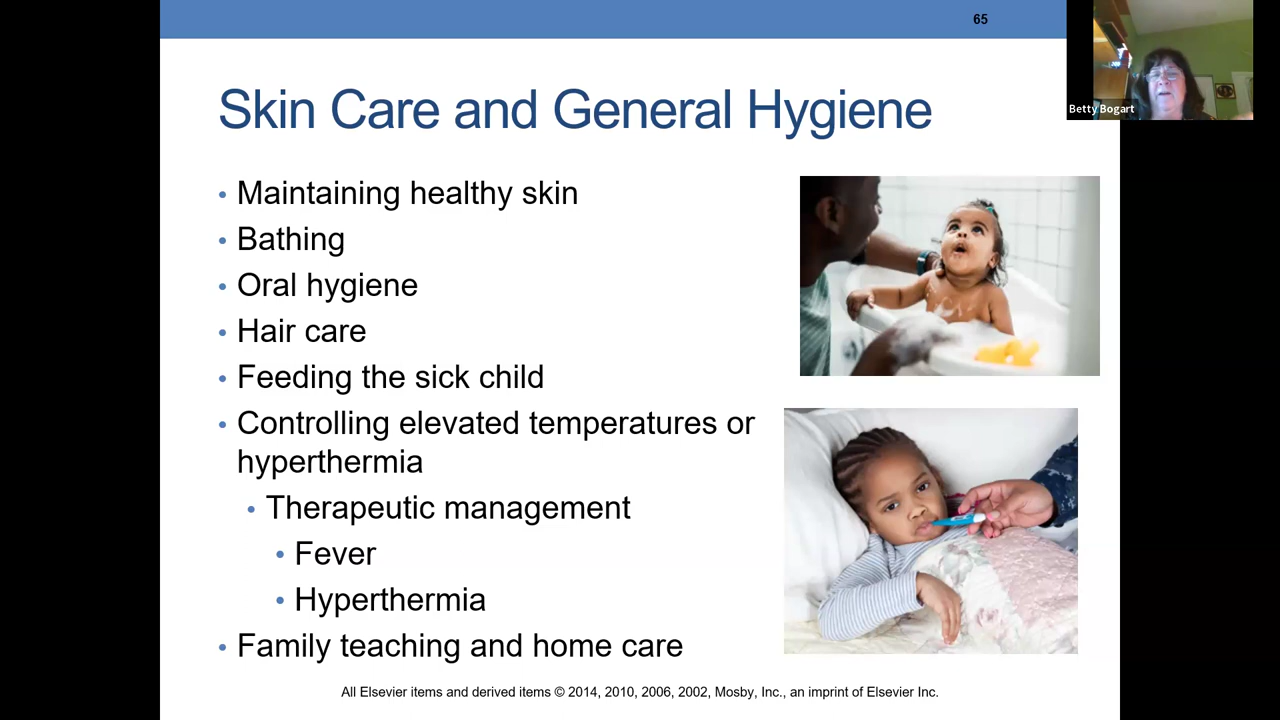 65
Betty Bogart
Skin Care and General Hygiene
• Maintaining healthy skin
• Bathing
• Oral hygiene
• Hair care
• Feeding the sick child
• Controlling elevated temperatures or
hyperthermia
• Therapeutic management
• Fever
• Hyperthermia
• Family teaching and home care
All Elsevier items and derived items © 2014, 2010, 2006, 2002, Mosby, Inc., an imprint of Elsevier Inc.